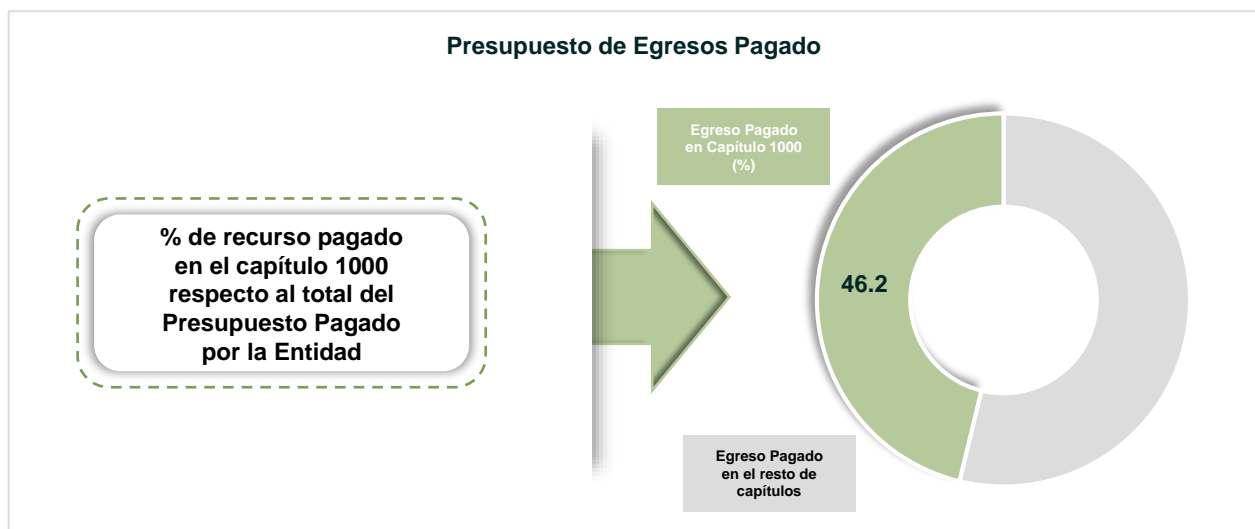 Presupuesto de Egresos Pagado
Egreso Pagado
en Capítulo 1000
(%)
% de recurso pagado
en el capítulo 1000
respecto al total del
Presupuesto Pagado
por la Entidad
46.2
Egreso Pagado
en el resto de
capítulos